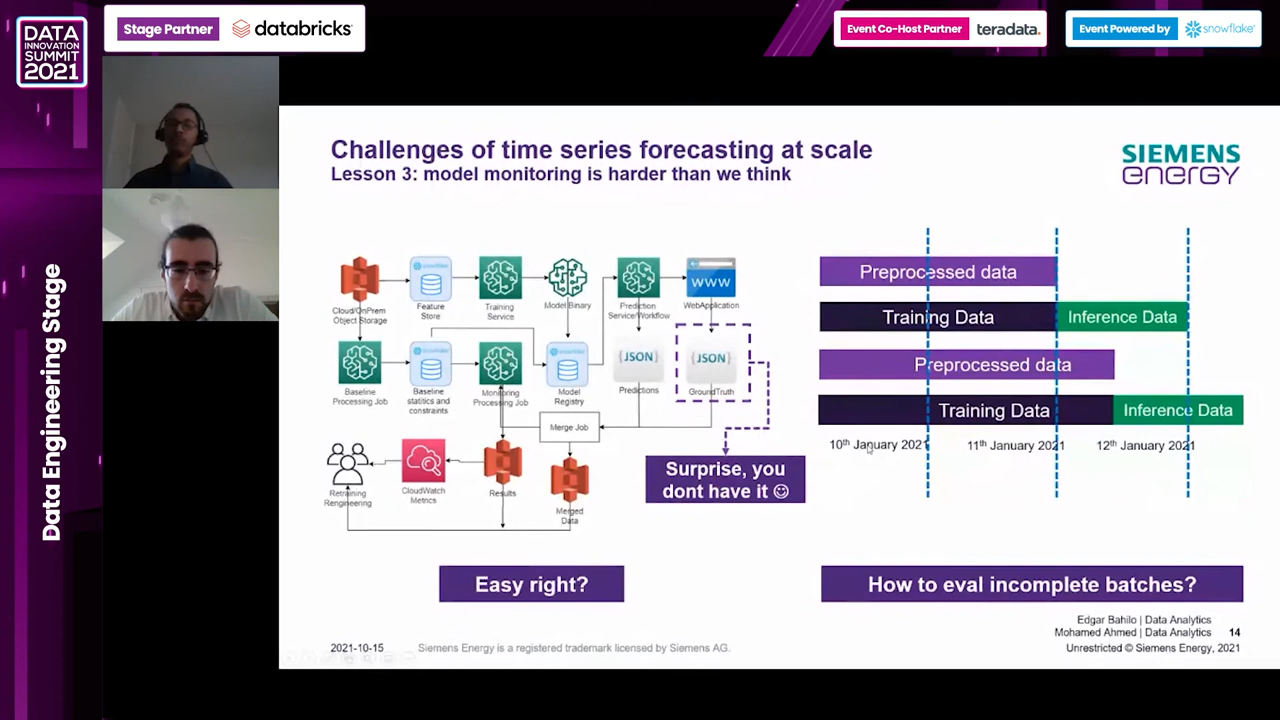 DATA
INNOVATION
SUMMIT
2021
Stage Partner
databricks
Event Co-Host Partner
teradata.
Event Powered by
snowflake
Data Engineering Stage
Challenges of time series forecasting at scale
Lesson 3: model monitoring is harder than we think
SIEMENS
energy
Cloud/OnPrem
Object Storage
snowflake
Feature
Store
Training
Service
Model Binary
Prediction
Service/Workflow
WWW
WebApplication
Baseline
Processing Job
snowflake
Baseline
statitics and
constraints
Monitoring
Processing Job
snowflake
Model
Registry
JSON
Predictions
JSON
GroundTruth
Merge Job
Retraining
Rengineering
CloudWatch
Metrics
Results
Merged
Data
Surprise, you
dont have it
Easy right?
Preprocessed data
Training Data
Inference Data
Preprocessed data
Training Data
Inference Data
10th January 2021
11th January 2021
12th January 2021
How to eval incomplete batches?
Edgar Bahilo | Data Analytics
Mohamed Ahmed | Data Analytics
14
2021-10-15
Siemens Energy is a registered trademark licensed by Siemens AG.
Unrestricted © Siemens Energy, 2021